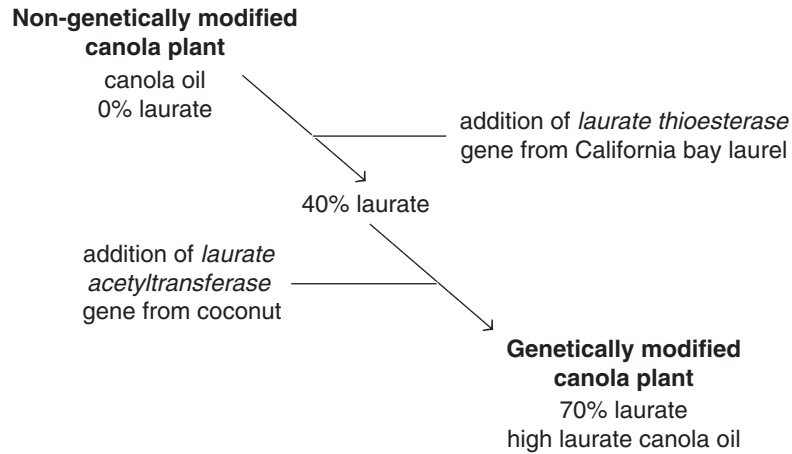 Non-genetically modified
canola plant
canola oil
0% laurate
addition of laurate thioesterase
gene from California bay laurel
40% laurate
addition of laurate
acetyltransferase
gene from coconut
Genetically modified
canola plant
70% laurate
high laurate canola oil